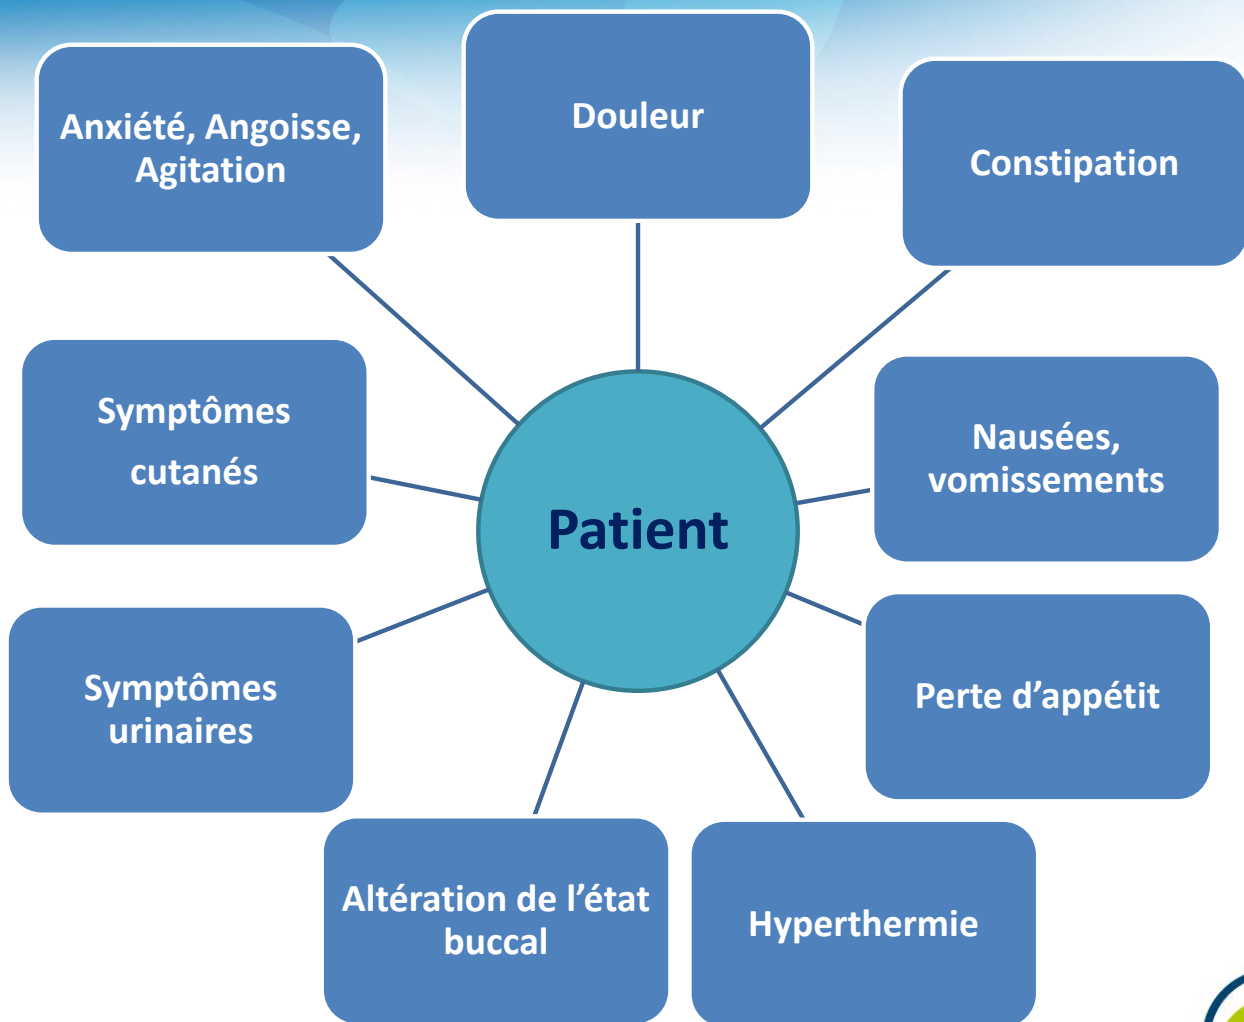 Anxiété, Angoisse,
Agitation
Douleur
Constipation
Symptômes
cutanés
Nausées,
vomissements
Patient
Symptômes
urinaires
Perte d’appétit
Altération de l’état
buccal
Hyperthermie